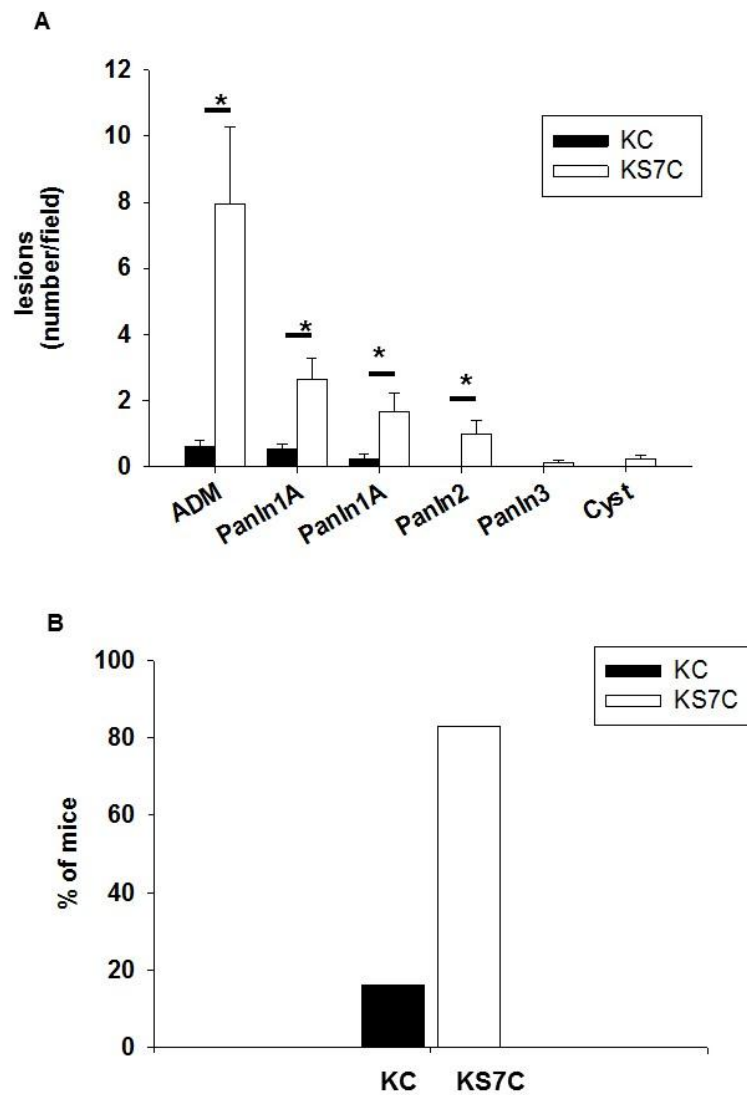 A
12
10
8
6
4
2
0
lesions
(number/field)
*
*
*
*
KC
KS7C
ADM
PanIn1A
PanIn1A
PanIn2
PanIn3
Cyst
B
100
80
60
40
20
0
% of mice
KC
KS7C
KC
KS7C